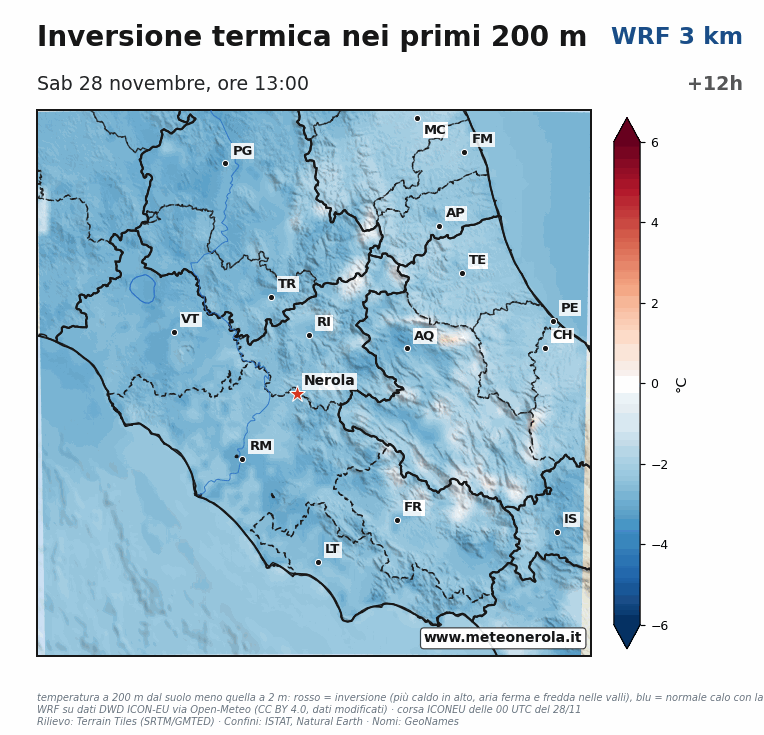 Inversione termica nei primi 200 m WRF 3 km
Sab 28 novembre, ore 13:00 +12h
MC
FM
PG
AP
TE
TR
PE
VT
RI
AQ
CH
Nerola
RM
FR
IS
LT
6
4
2
0
−2
−4
−6
°C
www.meteonerola.it
temperatura a 200 m dal suolo meno quella a 2 m: rosso = inversione (più caldo in alto, aria ferma e fredda nelle valli), blu = normale calo con la
WRF su dati DWD ICON-EU via Open-Meteo (CC BY 4.0, dati modificati) · corsa ICONEU delle 00 UTC del 28/11
Rilievo: Terrain Tiles (SRTM/GMTED) · Confini: ISTAT, Natural Earth · Nomi: GeoNames